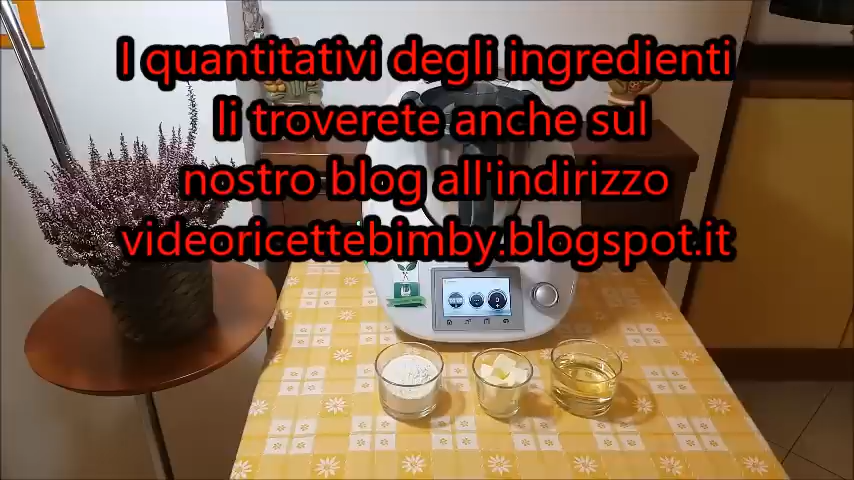 I quantitativi degli ingredienti
li troverete anche sul
nostro blog all'indirizzo
videoricettebimby.blogspot.it